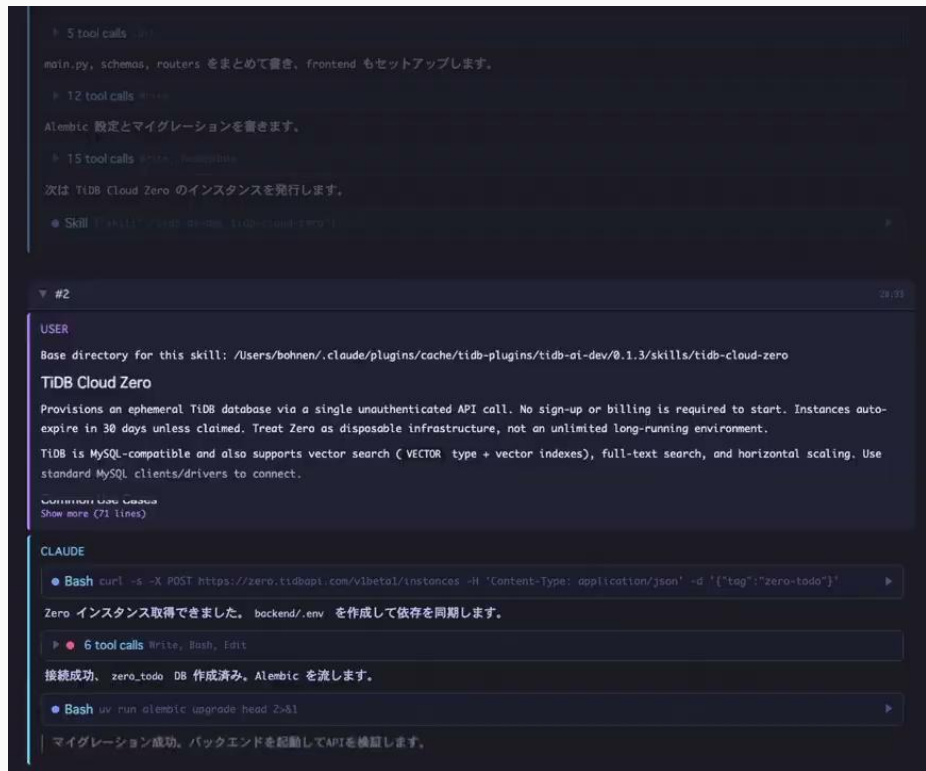 5 tool calls Edit
main.py, schemas, routers をまとめて書き、frontend もセットアップします。
12 tool calls Write
Alembic 設定とマイグレーションを書きます。
15 tool calls Write,
次は TiDB Cloud Zero のインスタンスを発行します。
Skill
#2
USER
Base directory for this skill: /Users/bohnen/.claude/plugins/cache/tidb-plugins/tidb-ai-dev/0.1.3/skills/tidb-cloud-zero
TiDB Cloud Zero
Provisions an ephemeral TiDB database via a single unauthenticated API call. No sign-up or billing is required to start. Instances auto-
expire in 30 days unless claimed. Treat Zero as disposable infrastructure, not an unlimited long-running environment.
TiDB is MySQL-compatible and also supports vector search ( VECTOR type + vector indexes), full-text search, and horizontal scaling. Use
standard MySQL clients/drivers to connect.
Common Use Cases
Show more (71 lines)
CLAUDE
Bash curl -s -X POST https://zero.tidbapi.com/v1beta1/instances -H 'Content-Type: application/json' -d '{"tag":"zero-todo"}'
Zero インスタンス取得できました。 backend/.env を作成して依存を同期します。
6 tool calls Write, Bash, Edit
接続成功、 zero_todo DB 作成済み。Alembic を流します。
Bash uv run alembic upgrade head 2>&1
マイグレーション成功。バックエンドを起動してAPIを検証します。